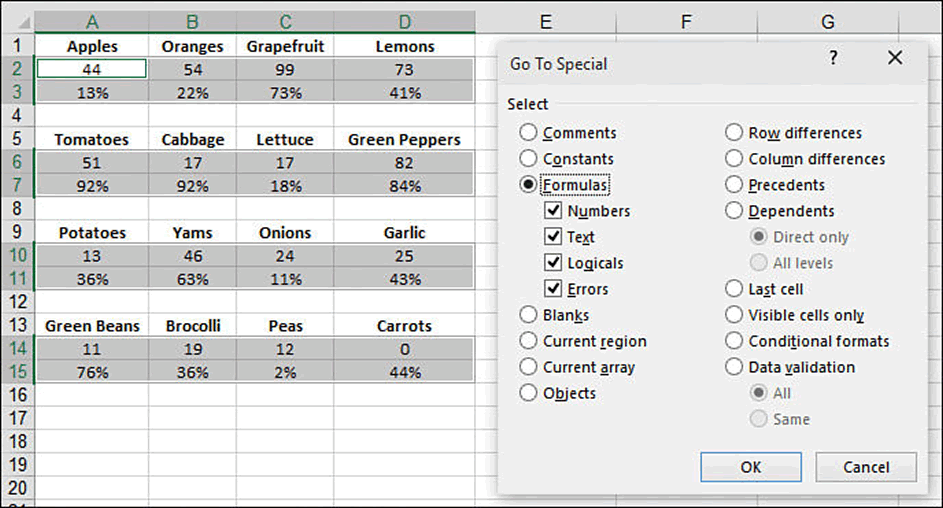 A B C D E F G
1 Apples Oranges Grapefruit Lemons
2 44 54 99 73
3 13% 22% 73% 41%
4
5 Tomatoes Cabbage Lettuce Green Peppers
6 51 17 17 82
7 92% 92% 18% 84%
8
9 Potatoes Yams Onions Garlic
10 13 46 24 25
11 36% 63% 11% 43%
12
13 Green Beans Brocolli Peas Carrots
14 11 19 12 0
15 76% 36% 2% 44%
16
17
18
19
20
Go To Special ?
Select
Comments Row differences
Constants Column differences
Formulas Precedents
Numbers Dependents
Text Direct only
Logicals All levels
Errors Last cell
Blanks Visible cells only
Current region Conditional formats
Current array Data validation
Objects All
Same
OK Cancel